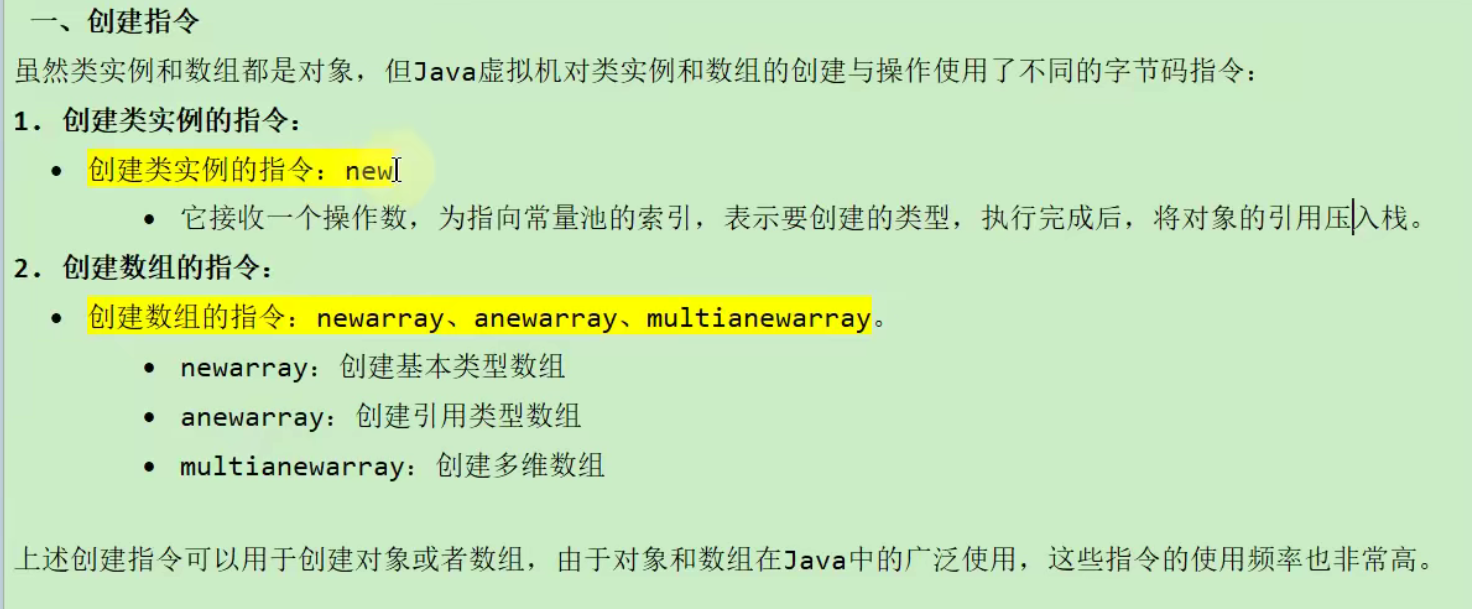 一、创建指令
虽然类实例和数组都是对象，但Java虚拟机对类实例和数组的创建与操作使用了不同的字节码指令：
1. 创建类实例的指令：
• 创建类实例的指令：new
• 它接收一个操作数，为指向常量池的索引，表示要创建的类型，执行完成后，将对象的引用压入栈。
2. 创建数组的指令：
• 创建数组的指令：newarray、anewarray、multianewarray。
• newarray：创建基本类型数组
• anewarray：创建引用类型数组
• multianewarray：创建多维数组
上述创建指令可以用于创建对象或者数组，由于对象和数组在Java中的广泛使用，这些指令的使用频率也非常高。